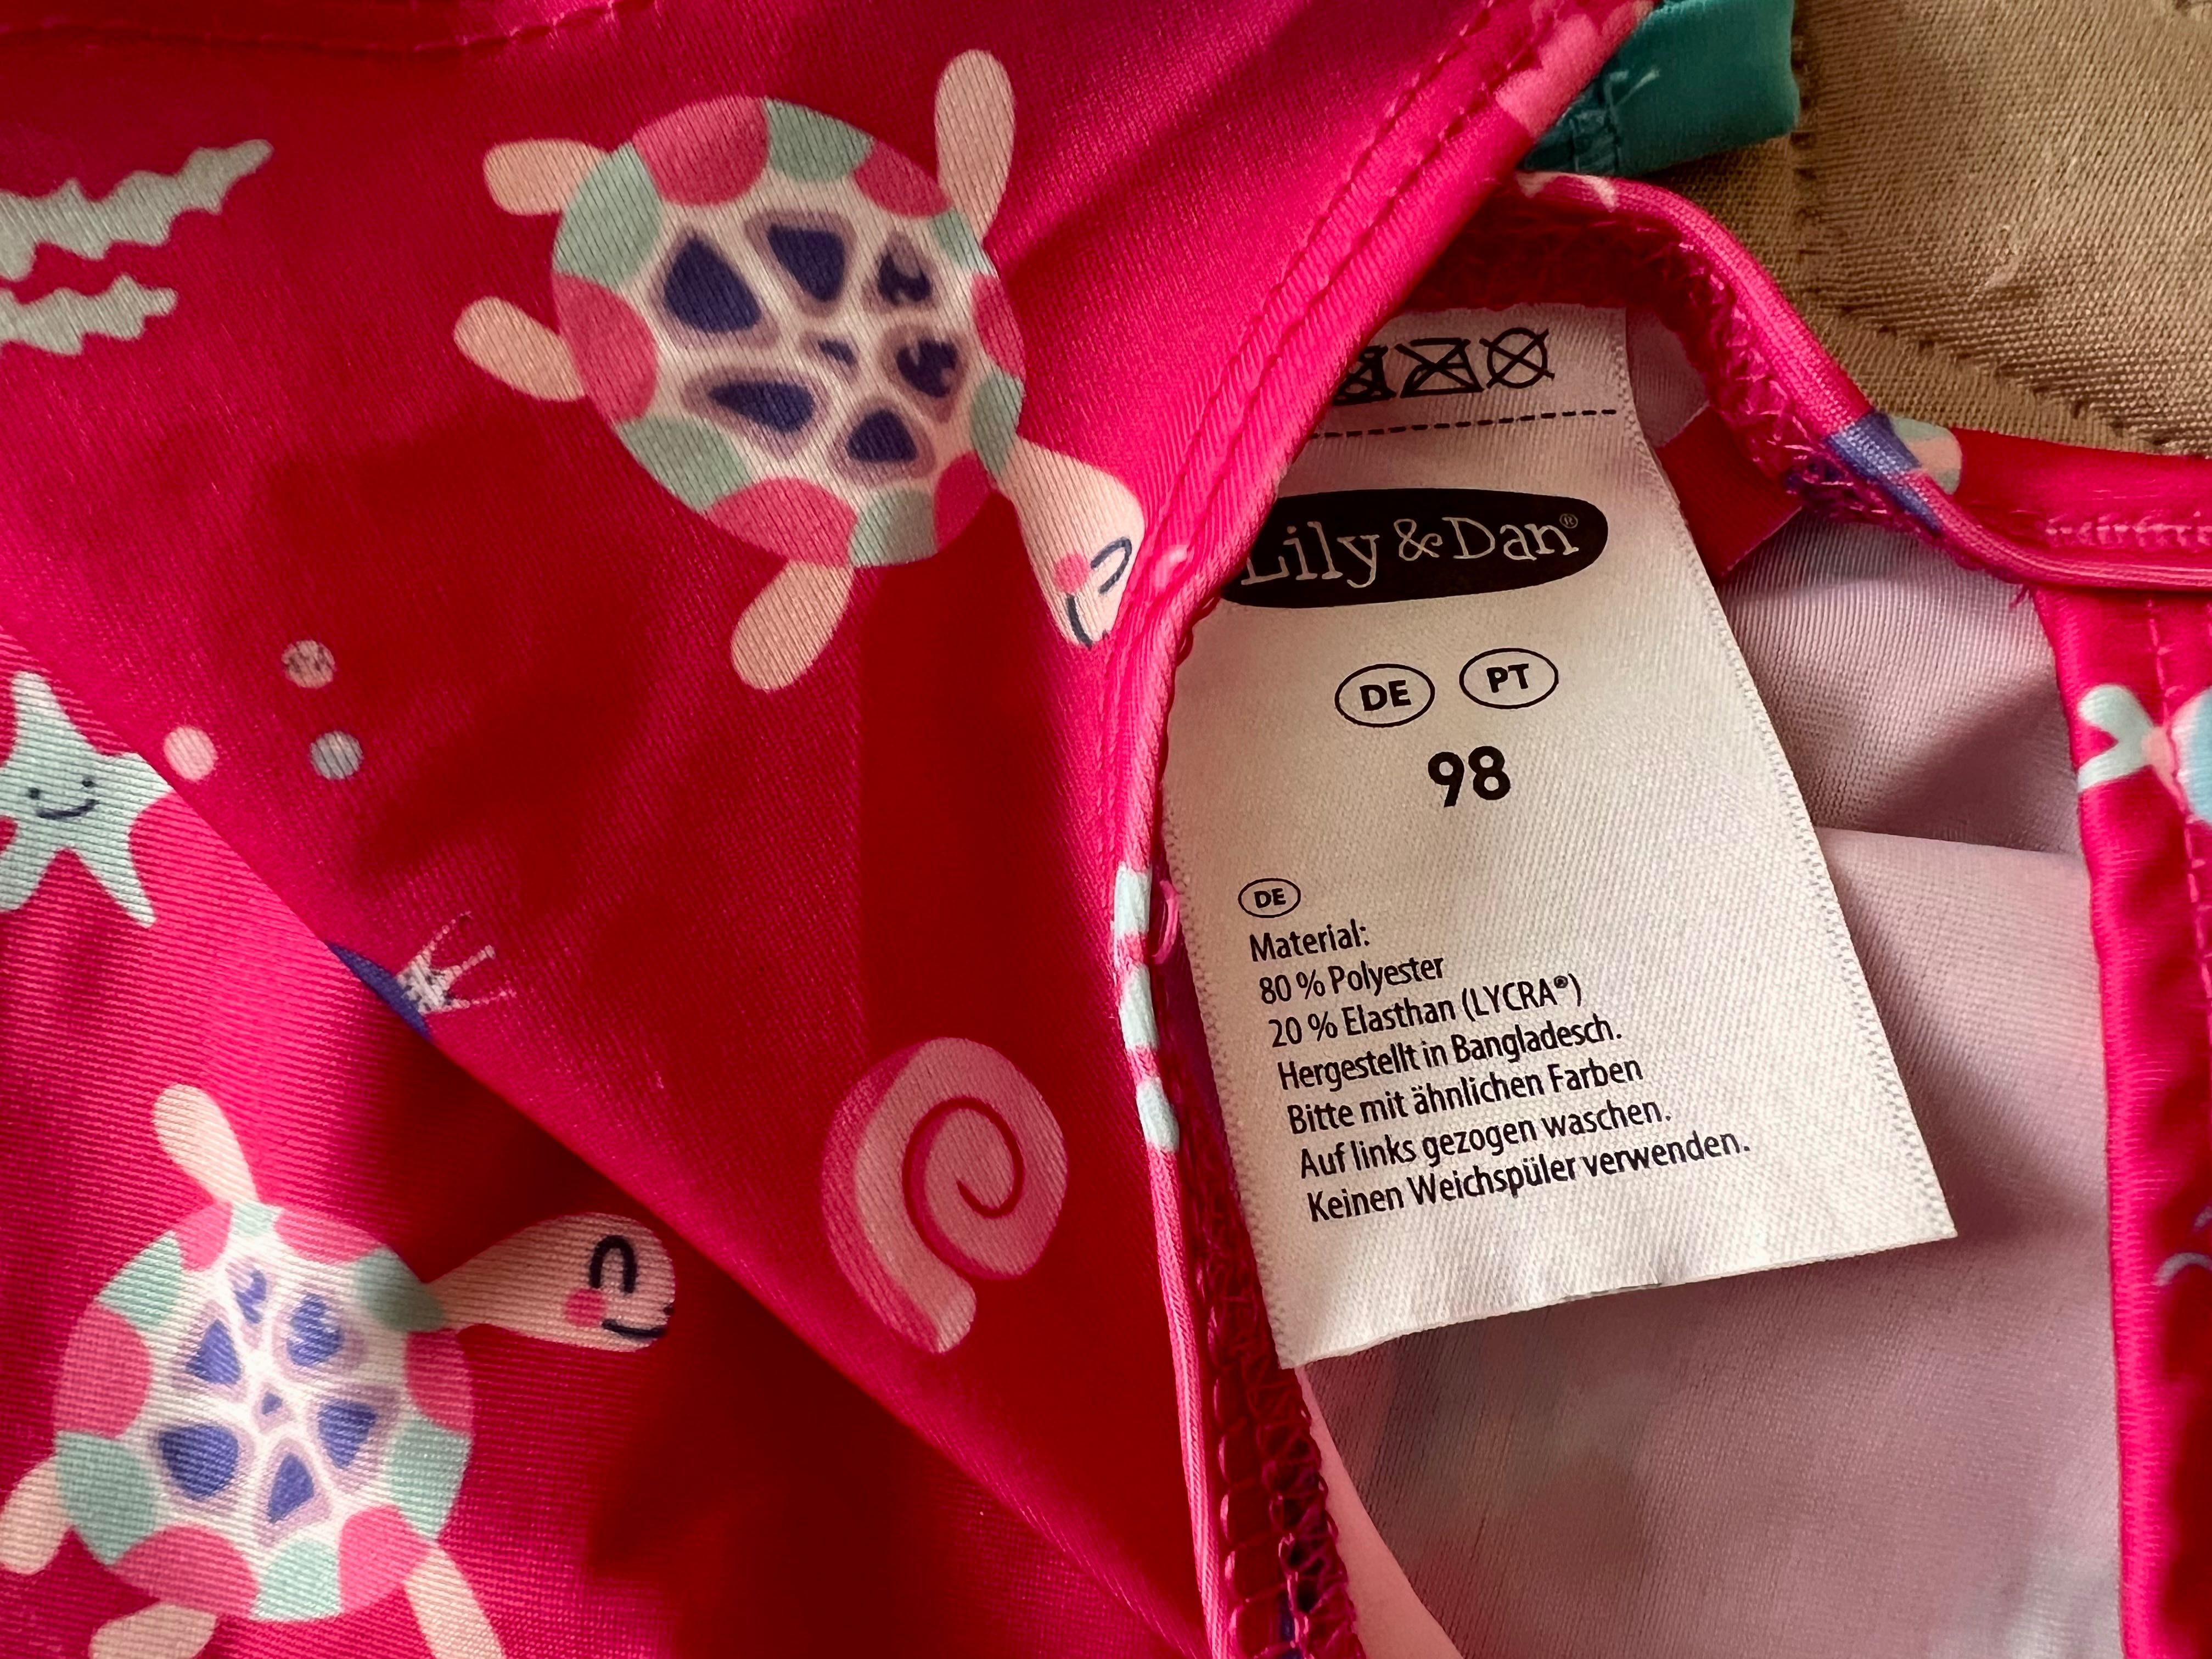 Lily & Dan®
DE PT
98
DE
Material:
80 % Polyester
20 % Elasthan (LYCRA®)
Hergestellt in Bangladesch.
Bitte mit ähnlichen Farben
Auf links gezogen waschen.
Keinen Weichspüler verwenden.